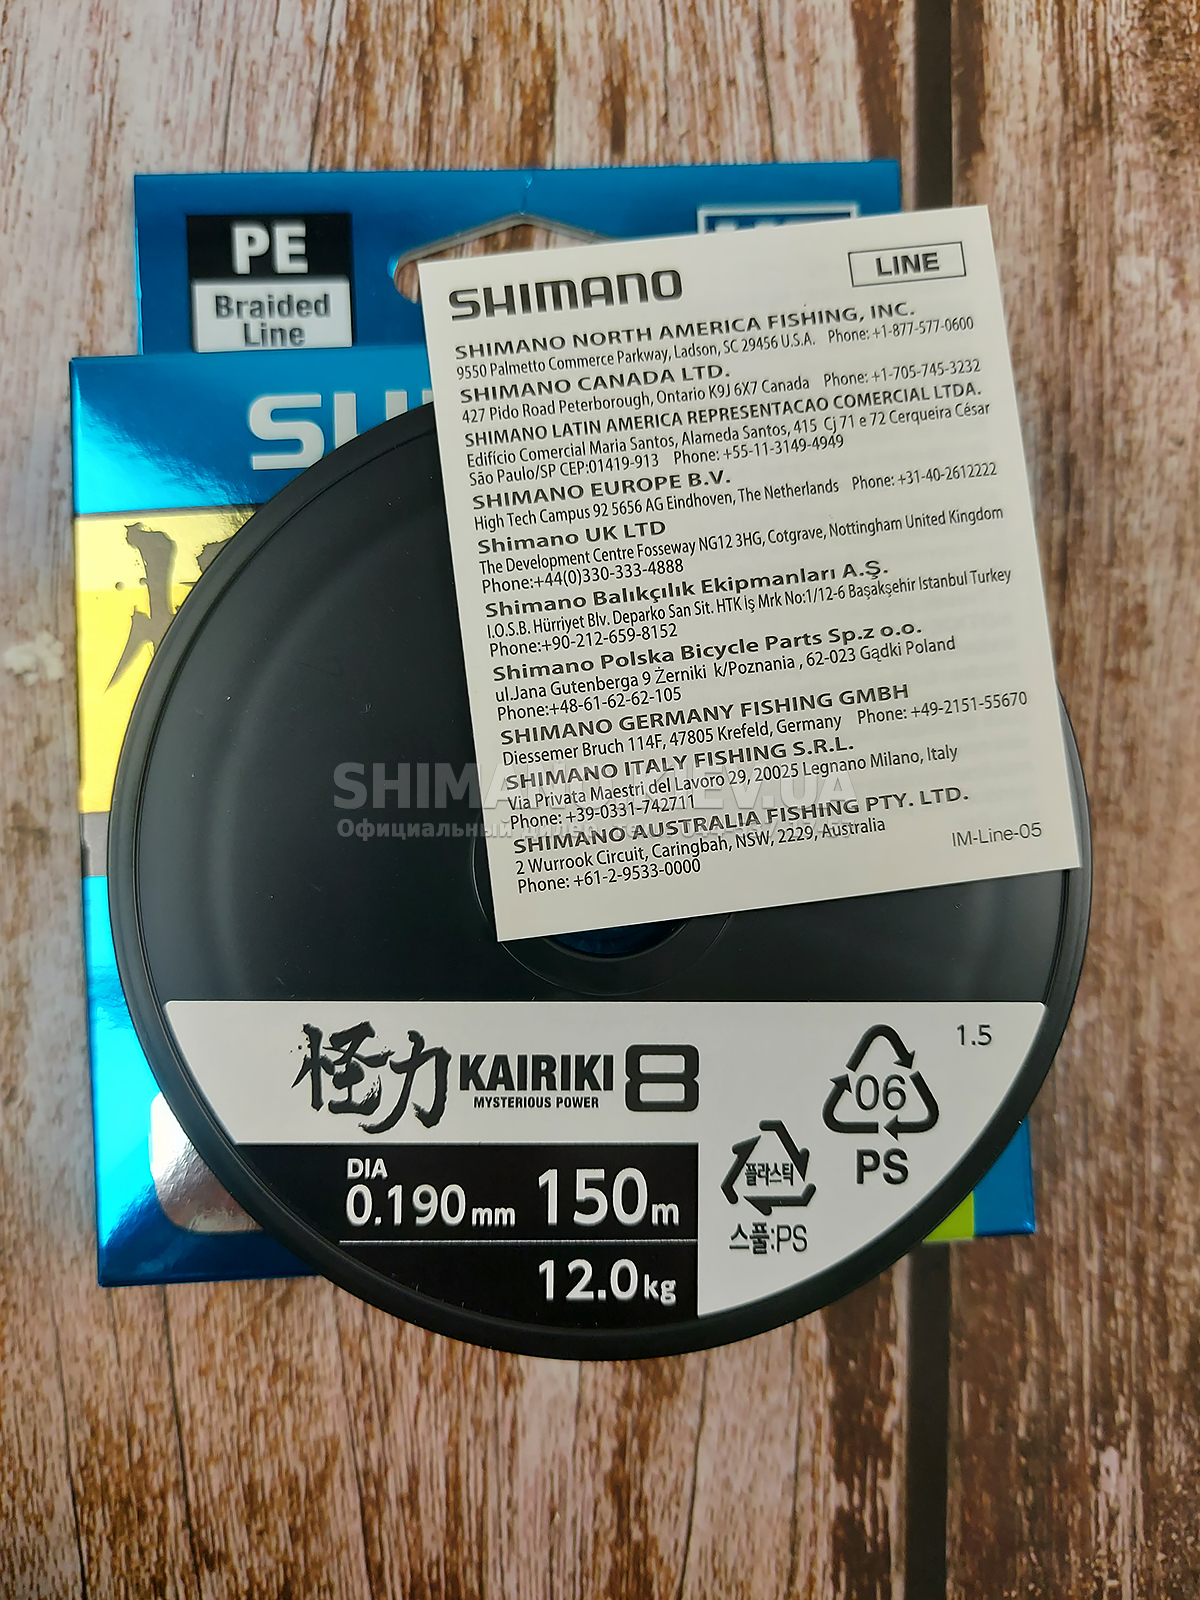 PE
Braided
Line
SHIMANO
LINE
SHIMANO NORTH AMERICA FISHING, INC.
9550 Palmetto Commerce Parkway, Ladson, SC 29456 U.S.A. Phone: +1-877-577-0600
SHIMANO CANADA LTD.
427 Pido Road Peterborough, Ontario K9J 6X7 Canada Phone: +1-705-745-3232
SHIMANO LATIN AMERICA REPRESENTACAO COMERCIAL LTDA.
Edifício Comercial Maria Santos, Alameda Santos, 415 Cj 71 e 72 Cerqueira César
São Paulo/SP CEP:01419-913 Phone: +55-11-3149-4949
SHIMANO EUROPE B.V.
High Tech Campus 92 5656 AG Eindhoven, The Netherlands Phone: +31-40-2612222
Shimano UK LTD
The Development Centre Fosseway NG12 3HG, Cotgrave, Nottingham United Kingdom
Phone:+44(0)330-333-4888
Shimano Balıkçılık Ekipmanları A.Ş.
I.O.S.B. Hürriyet Blv. Deparko San Sit. HTK İş Mrk No:1/12-6 Başakşehir Istanbul Turkey
Phone:+90-212-659-8152
Shimano Polska Bicycle Parts Sp.z o.o.
ul.Jana Gutenberga 9 Żerniki k/Poznania , 62-023 Gądki Poland
Phone:+48-61-62-62-105
SHIMANO GERMANY FISHING GMBH
Diessemer Bruch 114F, 47805 Krefeld, Germany Phone: +49-2151-55670
SHIMANO ITALY FISHING S.R.L.
Via Privata Maestri del Lavoro 29, 20025 Legnano Milano, Italy
Phone: +39-0331-742711
SHIMANO AUSTRALIA FISHING PTY. LTD.
2 Wurrook Circuit, Caringbah, NSW, 2229, Australia
Phone: +61-2-9533-0000
IM-Line-05
SHIMANO.KIEV.UA
Официальный
怪力 KAIRIKI 8
MYSTERIOUS POWER
1.5
06
PS
DIA
0.190mm 150m
12.0kg
플라스틱
스풀:PS